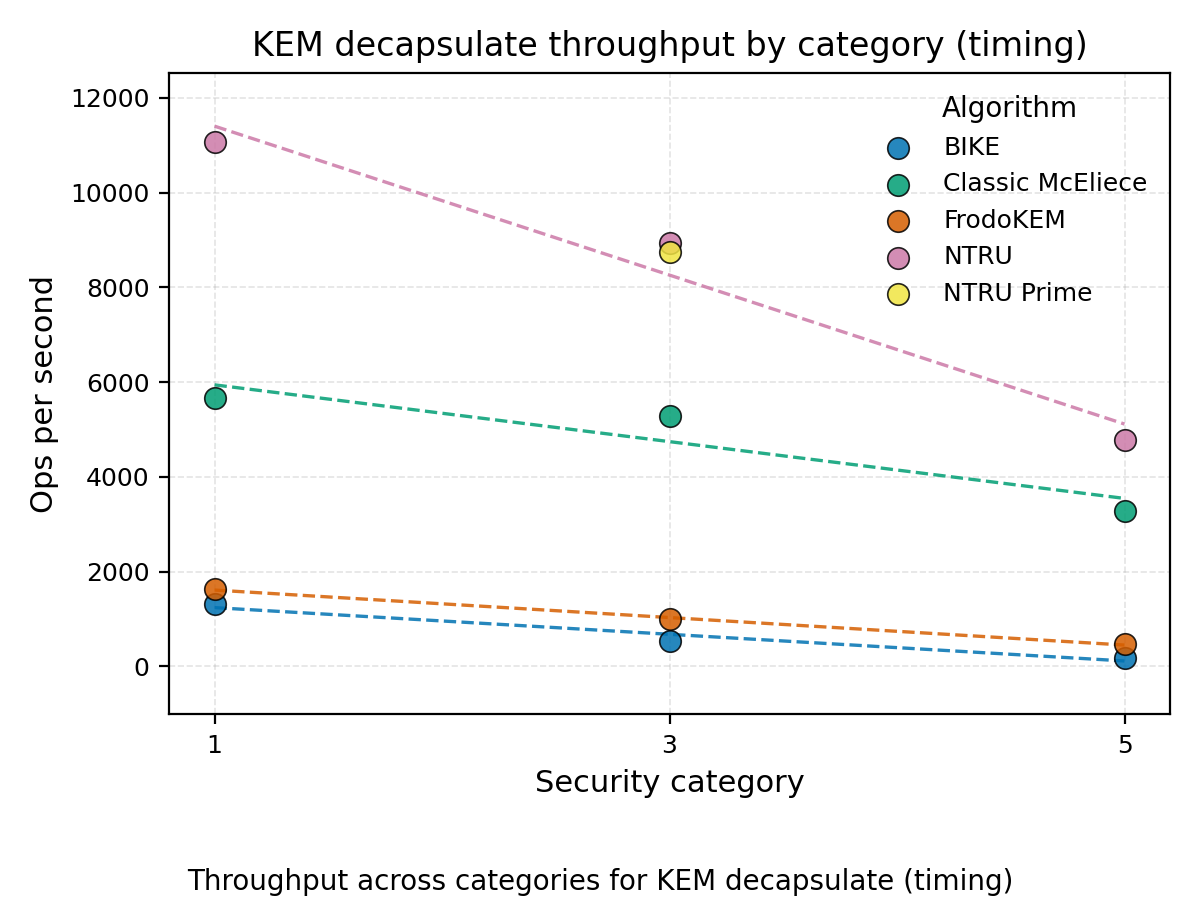 KEM decapsulate throughput by category (timing)
12000
10000
8000
6000
4000
2000
0
Ops per second
Algorithm
BIKE
Classic McEliece
FrodoKEM
NTRU
NTRU Prime
1 3 5
Security category
Throughput across categories for KEM decapsulate (timing)